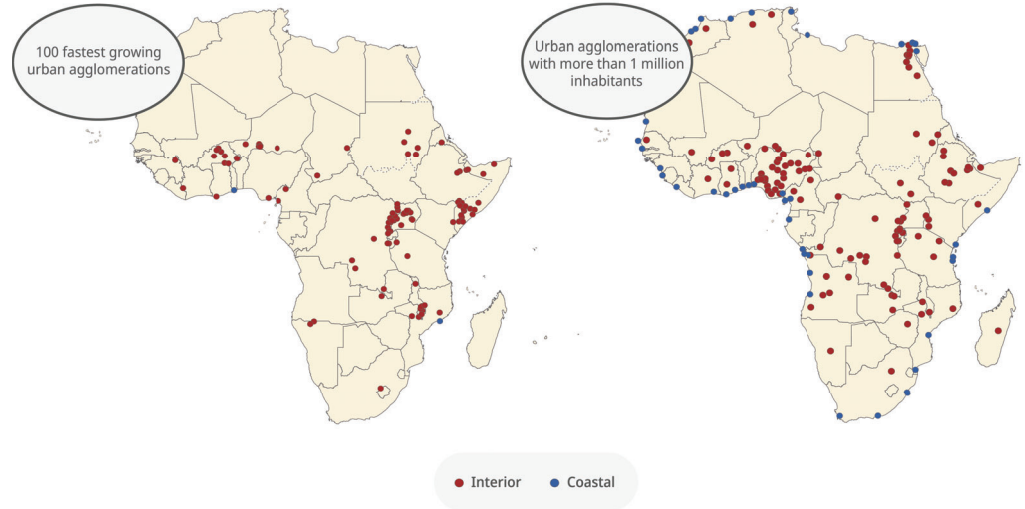 100 fastest growing
urban agglomerations
Urban agglomerations
with more than 1 million
inhabitants
Interior
Coastal